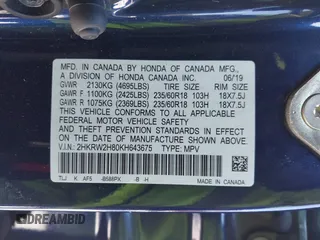 MFD. IN CANADA BY HONDA OF CANADA MFG.,
A DIVISION OF HONDA CANADA INC. 06/19
GVWR 2130KG (4695LBS) TIRE SIZE RIM SIZE
GAWR F 1100KG (2425LBS) 235/60R18 103H 18X7.5J
GAWR R 1075KG (2369LBS) 235/60R18 103H 18X7.5J
THIS VEHICLE CONFORMS TO ALL APPLICABLE
FEDERAL MOTOR VEHICLE SAFETY STANDARDS IN
EFFECT ON THE DATE OF MANUFACTURE SHOWN ABOVE.
V.I.N.: 2HKRW2H80KH643675 TYPE: MPV
TLJ K AF5 -B6MPX -B H
MADE IN CANADA
DREAMBID